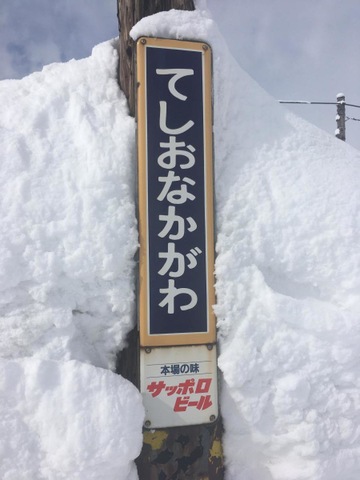 てしおなかがわ
本場の味
サッポロ
ビール